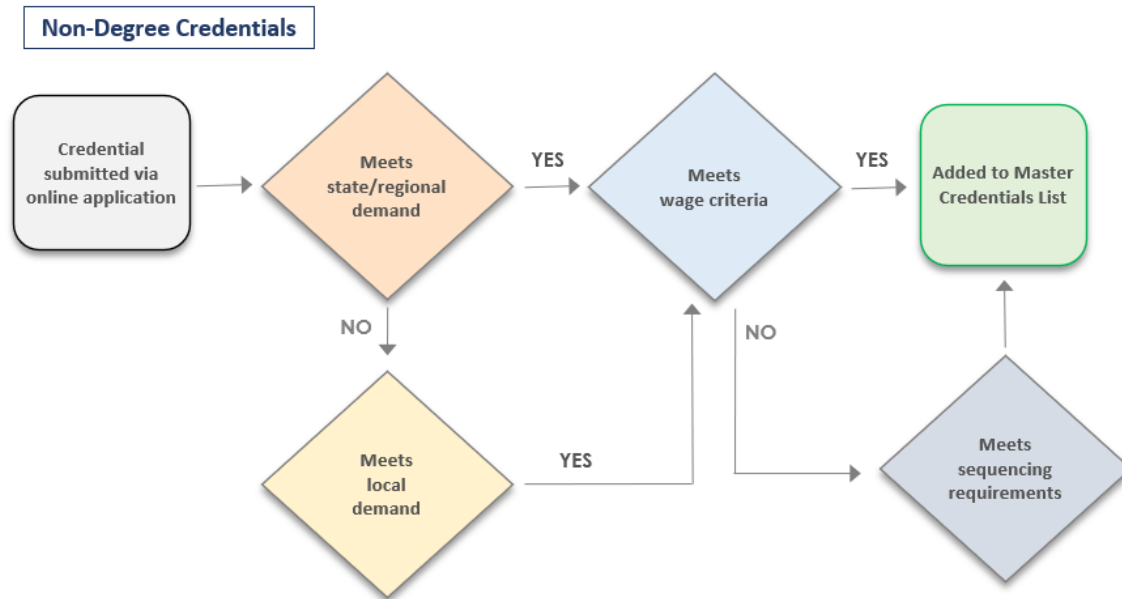 Non-Degree Credentials
Credential
submitted via
online application
Meets
state/regional
demand
YES
Meets
wage criteria
YES
Added to Master
Credentials List
NO
NO
Meets
local
demand
YES
Meets
sequencing
requirements